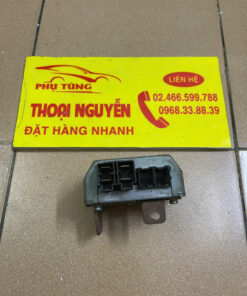 PHỤ TÙNG
LIÊN HỆ
02.466.599.788
0968.33.88.39
THOẠI NGUYỄN
ĐẶT HÀNG NHANH